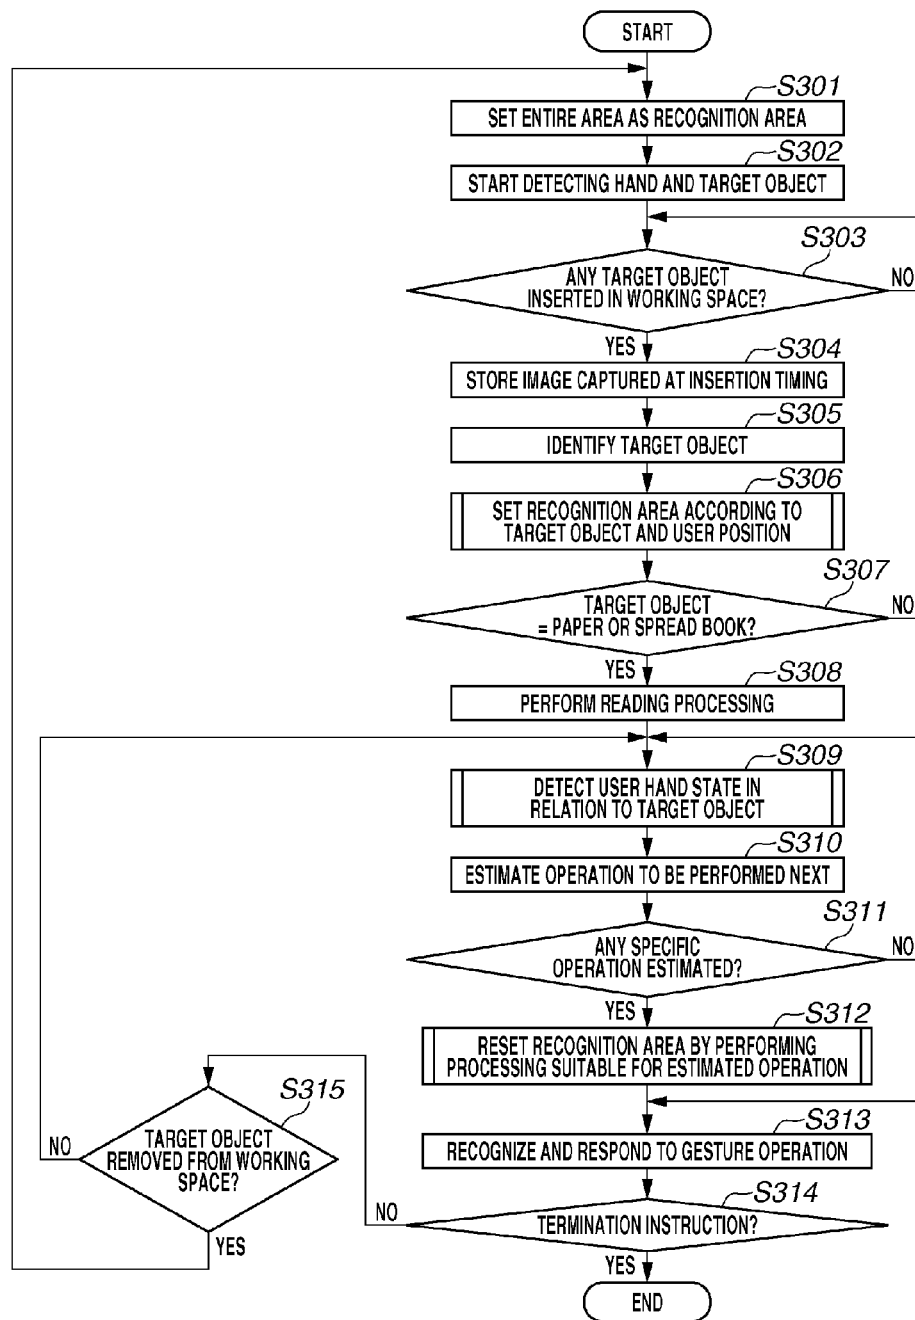 START
S301
SET ENTIRE AREA AS RECOGNITION AREA
S302
START DETECTING HAND AND TARGET OBJECT
S303
ANY TARGET OBJECT
INSERTED IN WORKING SPACE?
NO
YES
S304
STORE IMAGE CAPTURED AT INSERTION TIMING
S305
IDENTIFY TARGET OBJECT
S306
SET RECOGNITION AREA ACCORDING TO
TARGET OBJECT AND USER POSITION
S307
TARGET OBJECT
= PAPER OR SPREAD BOOK?
NO
YES
S308
PERFORM READING PROCESSING
S309
DETECT USER HAND STATE IN
RELATION TO TARGET OBJECT
S310
ESTIMATE OPERATION TO BE PERFORMED NEXT
S311
ANY SPECIFIC
OPERATION ESTIMATED?
NO
YES
S312
RESET RECOGNITION AREA BY PERFORMING
PROCESSING SUITABLE FOR ESTIMATED OPERATION
S313
RECOGNIZE AND RESPOND TO GESTURE OPERATION
S314
TERMINATION INSTRUCTION?
NO
YES
S315
TARGET OBJECT
REMOVED FROM WORKING
SPACE?
NO
YES
END